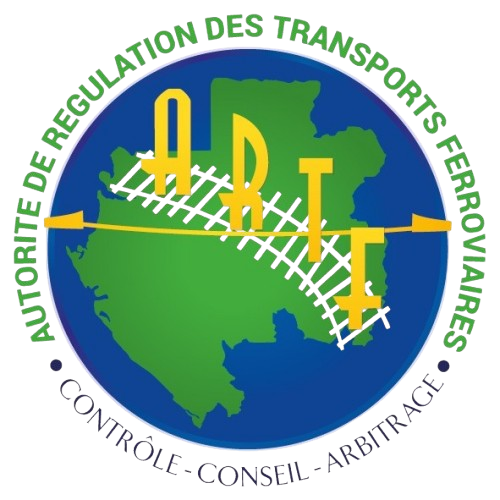 AUTORITE DE REGULATION DES TRANSPORTS FERROVIAIRES
ARTF
• CONTRÔLE - CONSEIL - ARBITRAGE •